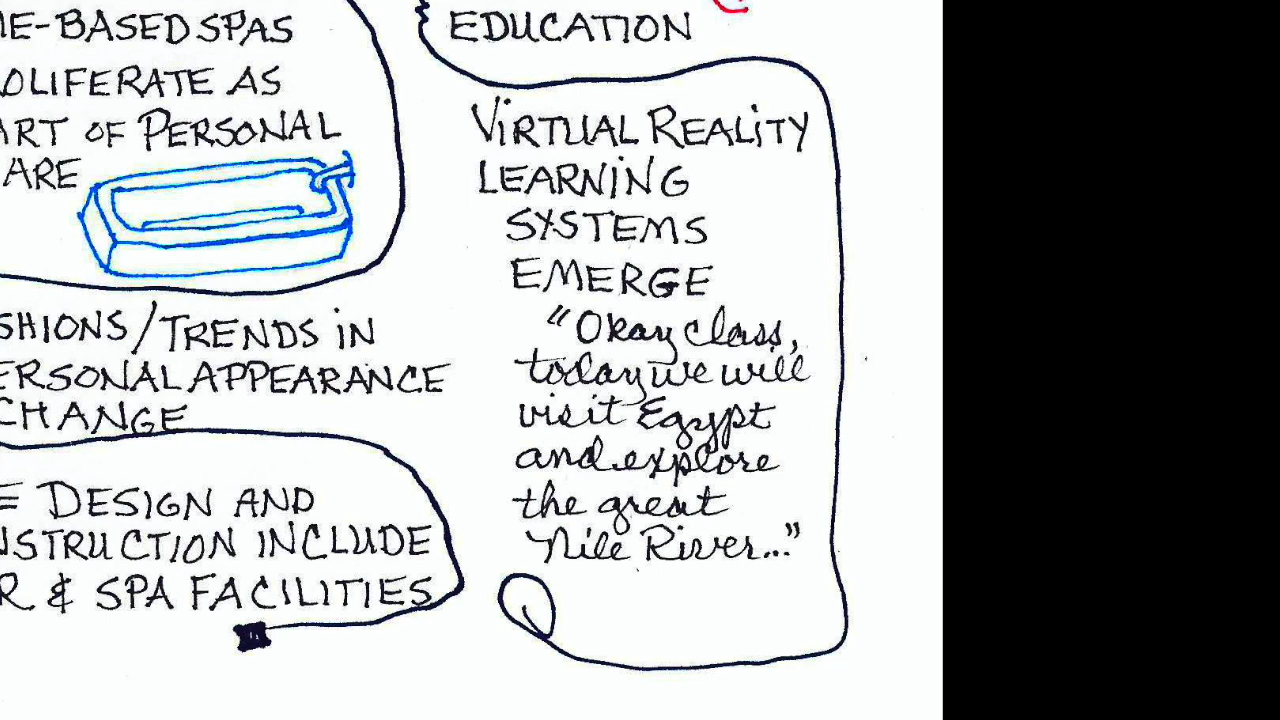 E-BASED SPAS
OLIFERATE AS
ART OF PERSONAL
ARE
SHIONS/TRENDS IN
ERSONAL APPEARANCE
CHANGE
E DESIGN AND
NSTRUCTION INCLUDE
R & SPA FACILITIES
EDUCATION
VIRTUAL REALITY
LEARNING
SYSTEMS
EMERGE
"Okay class,
today we will
visit Egypt
and explore
the great
Nile River..."